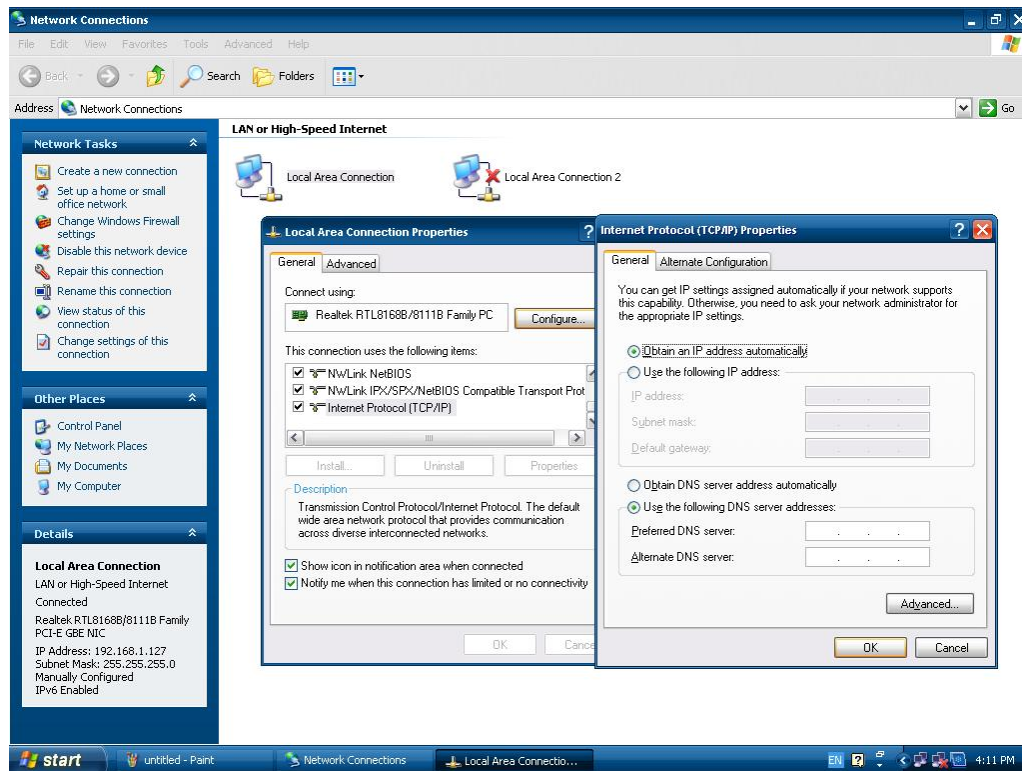 Network Connections
File Edit View Favorites Tools Advanced Help
Back Search Folders
Address Network Connections Go
Network Tasks
Create a new connection
Set up a home or small
office network
Change Windows Firewall
settings
Disable this network device
Repair this connection
Rename this connection
View status of this
connection
Change settings of this
connection
Other Places
Control Panel
My Network Places
My Documents
My Computer
Details
Local Area Connection
LAN or High-Speed Internet
Connected
Realtek RTL8168B/8111B Family
PCI-E GBE NIC
IP Address: 192.168.1.127
Subnet Mask: 255.255.255.0
Manually Configured
IPv6 Enabled
LAN or High-Speed Internet
Local Area Connection
Local Area Connection 2
Local Area Connection Properties ?
General Advanced
Connect using:
Realtek RTL8168B/8111B Family PC
Configure...
This connection uses the following items:
NWLink NetBIOS
NWLink IPX/SPX/NetBIOS Compatible Transport Prot
Internet Protocol (TCP/IP)
Install... Uninstall Properties
Description
Transmission Control Protocol/Internet Protocol. The default
wide area network protocol that provides communication
across diverse interconnected networks.
Show icon in notification area when connected
Notify me when this connection has limited or no connectivity
OK Cance
Internet Protocol (TCP/IP) Properties ?
General Alternate Configuration
You can get IP settings assigned automatically if your network supports
this capability. Otherwise, you need to ask your network administrator for
the appropriate IP settings.
Obtain an IP address automatically
Use the following IP address:
IP address:
Subnet mask:
Default gateway:
Obtain DNS server address automatically
Use the following DNS server addresses:
Preferred DNS server:
Alternate DNS server:
Advanced...
OK Cancel
start untitled - Paint Network Connections Local Area Connectio... EN ? 4:11 PM